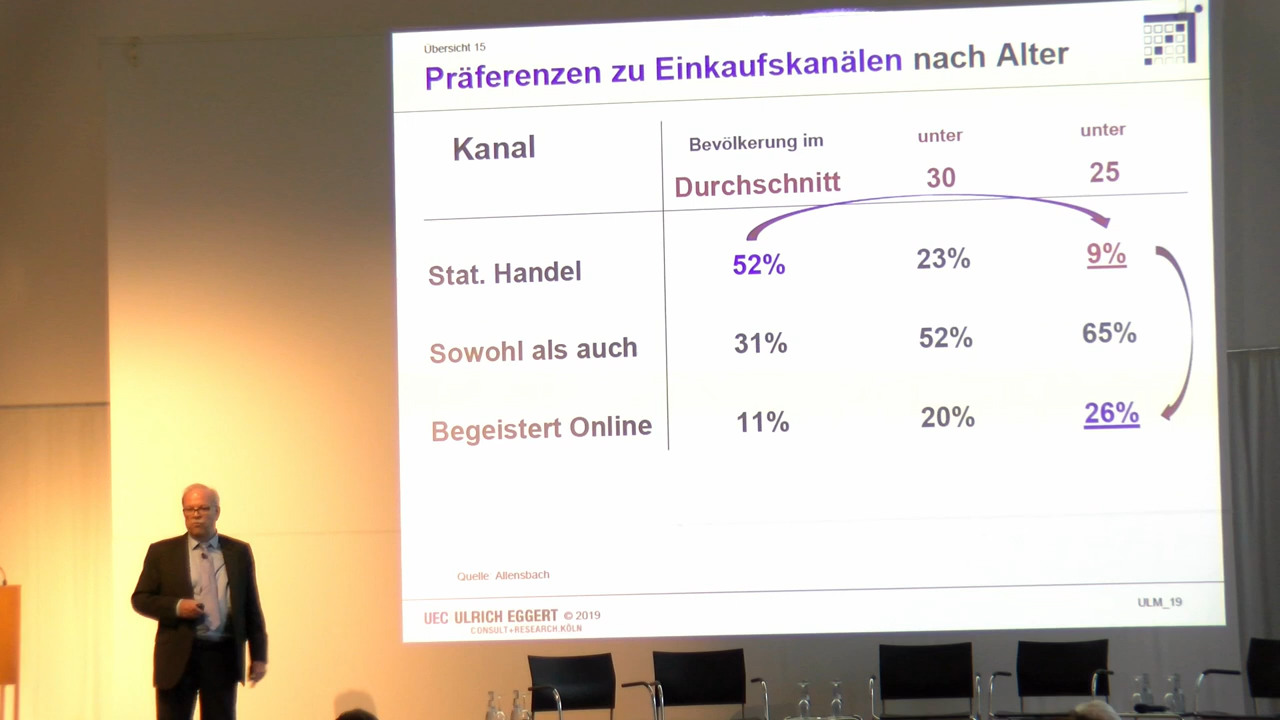 Übersicht 15
Präferenzen zu Einkaufskanälen nach Alter
Kanal
Bevölkerung im
Durchschnitt
unter
30
unter
25
Stat. Handel 52% 23% 9%
Sowohl als auch 31% 52% 65%
Begeistert Online 11% 20% 26%
Quelle Allensbach
UEC ULRICH EGGERT © 2019
CONSULT+RESEARCH.KÖLN
ULM_19